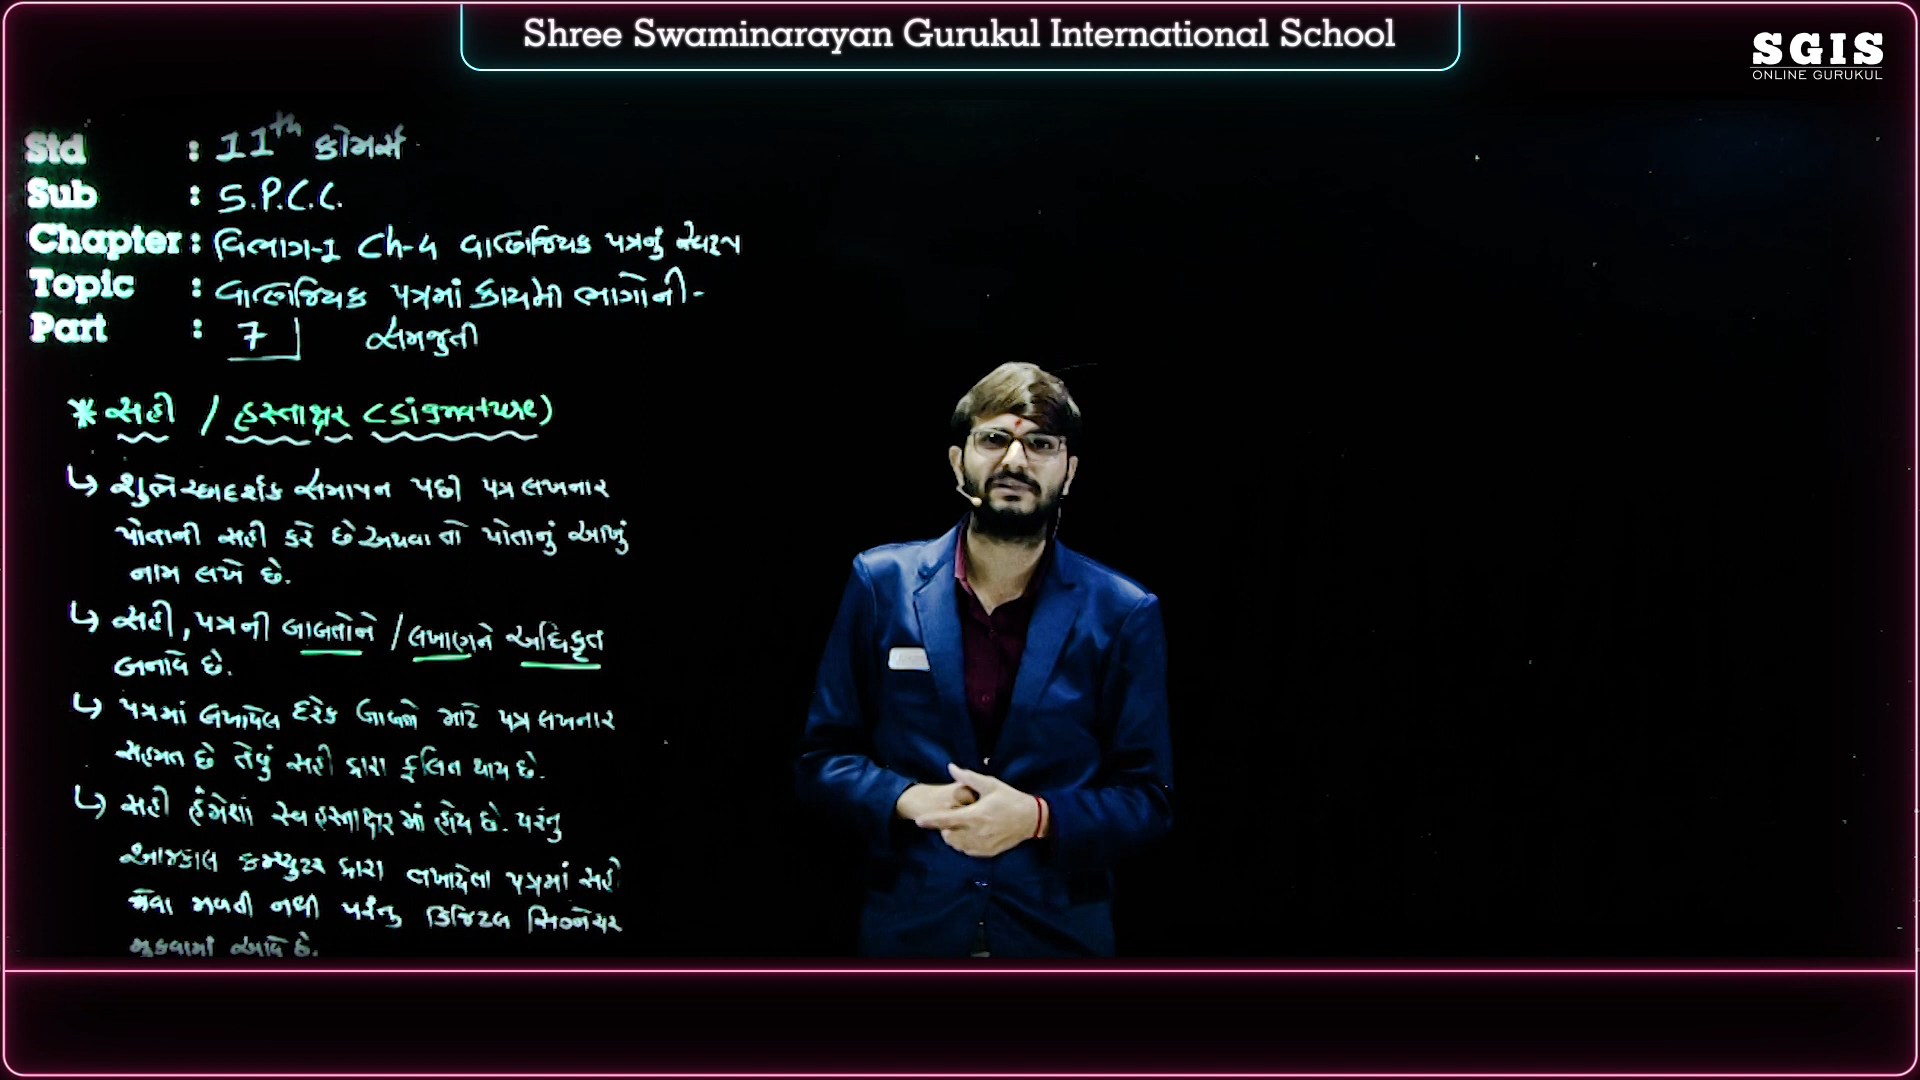 Shree Swaminarayan Gurukul International School
SGIS
ONLINE GURUKUL
Std : 11th કોમર્સ
Sub : S.P.C.C.
Chapter : વિભાગ-1 Ch-4 વાણિજ્યિક પત્રનું સ્વરૂપ
Topic : વાણિજ્યિક પત્રમાં કાયમી ભાગોની-
Part : 7 સમજુતી
* સહી / હસ્તાક્ષર (Signature)
↳ શુભેચ્છાદર્શક સમાપન પછી પત્ર લખનાર
પોતાની સહી કરે છે અથવા તો પોતાનું આખું
નામ લખે છે.
↳ સહી, પત્રની બાબતોને / લખાણને અધિકૃત
બનાવે છે.
↳ પત્રમાં લખાયેલ દરેક બાબતે માટે પત્ર લખનાર
સહમત છે તેવું સહી દ્વારા ફલિત થાય છે.
↳ સહી હંમેશાં સ્વ હસ્તાક્ષર માં હોય છે. પરંતુ
આજકાલ કમ્પ્યુટર દ્વારા લખાયેલા પત્રમાં સહી
જોવા મળતી નથી પરંતુ ડિજિટલ સિગ્નેચર
મુકવામાં આવે છે.